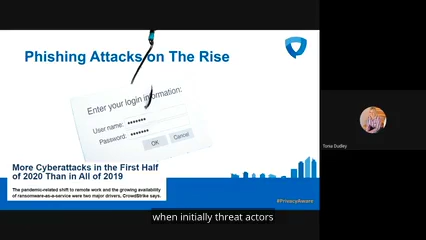 Phishing Attacks on The Rise
Enter your login information:
User name: •••••••
Password: •••••••
OK
Cancel
More Cyberattacks in the First Half
of 2020 Than in All of 2019
The pandemic-related shift to remote work and the growing availability
of ransomware-as-a-service were two major drivers, CrowdStrike says.
#PrivacyAware
Tonia Dudley
when initially threat actors